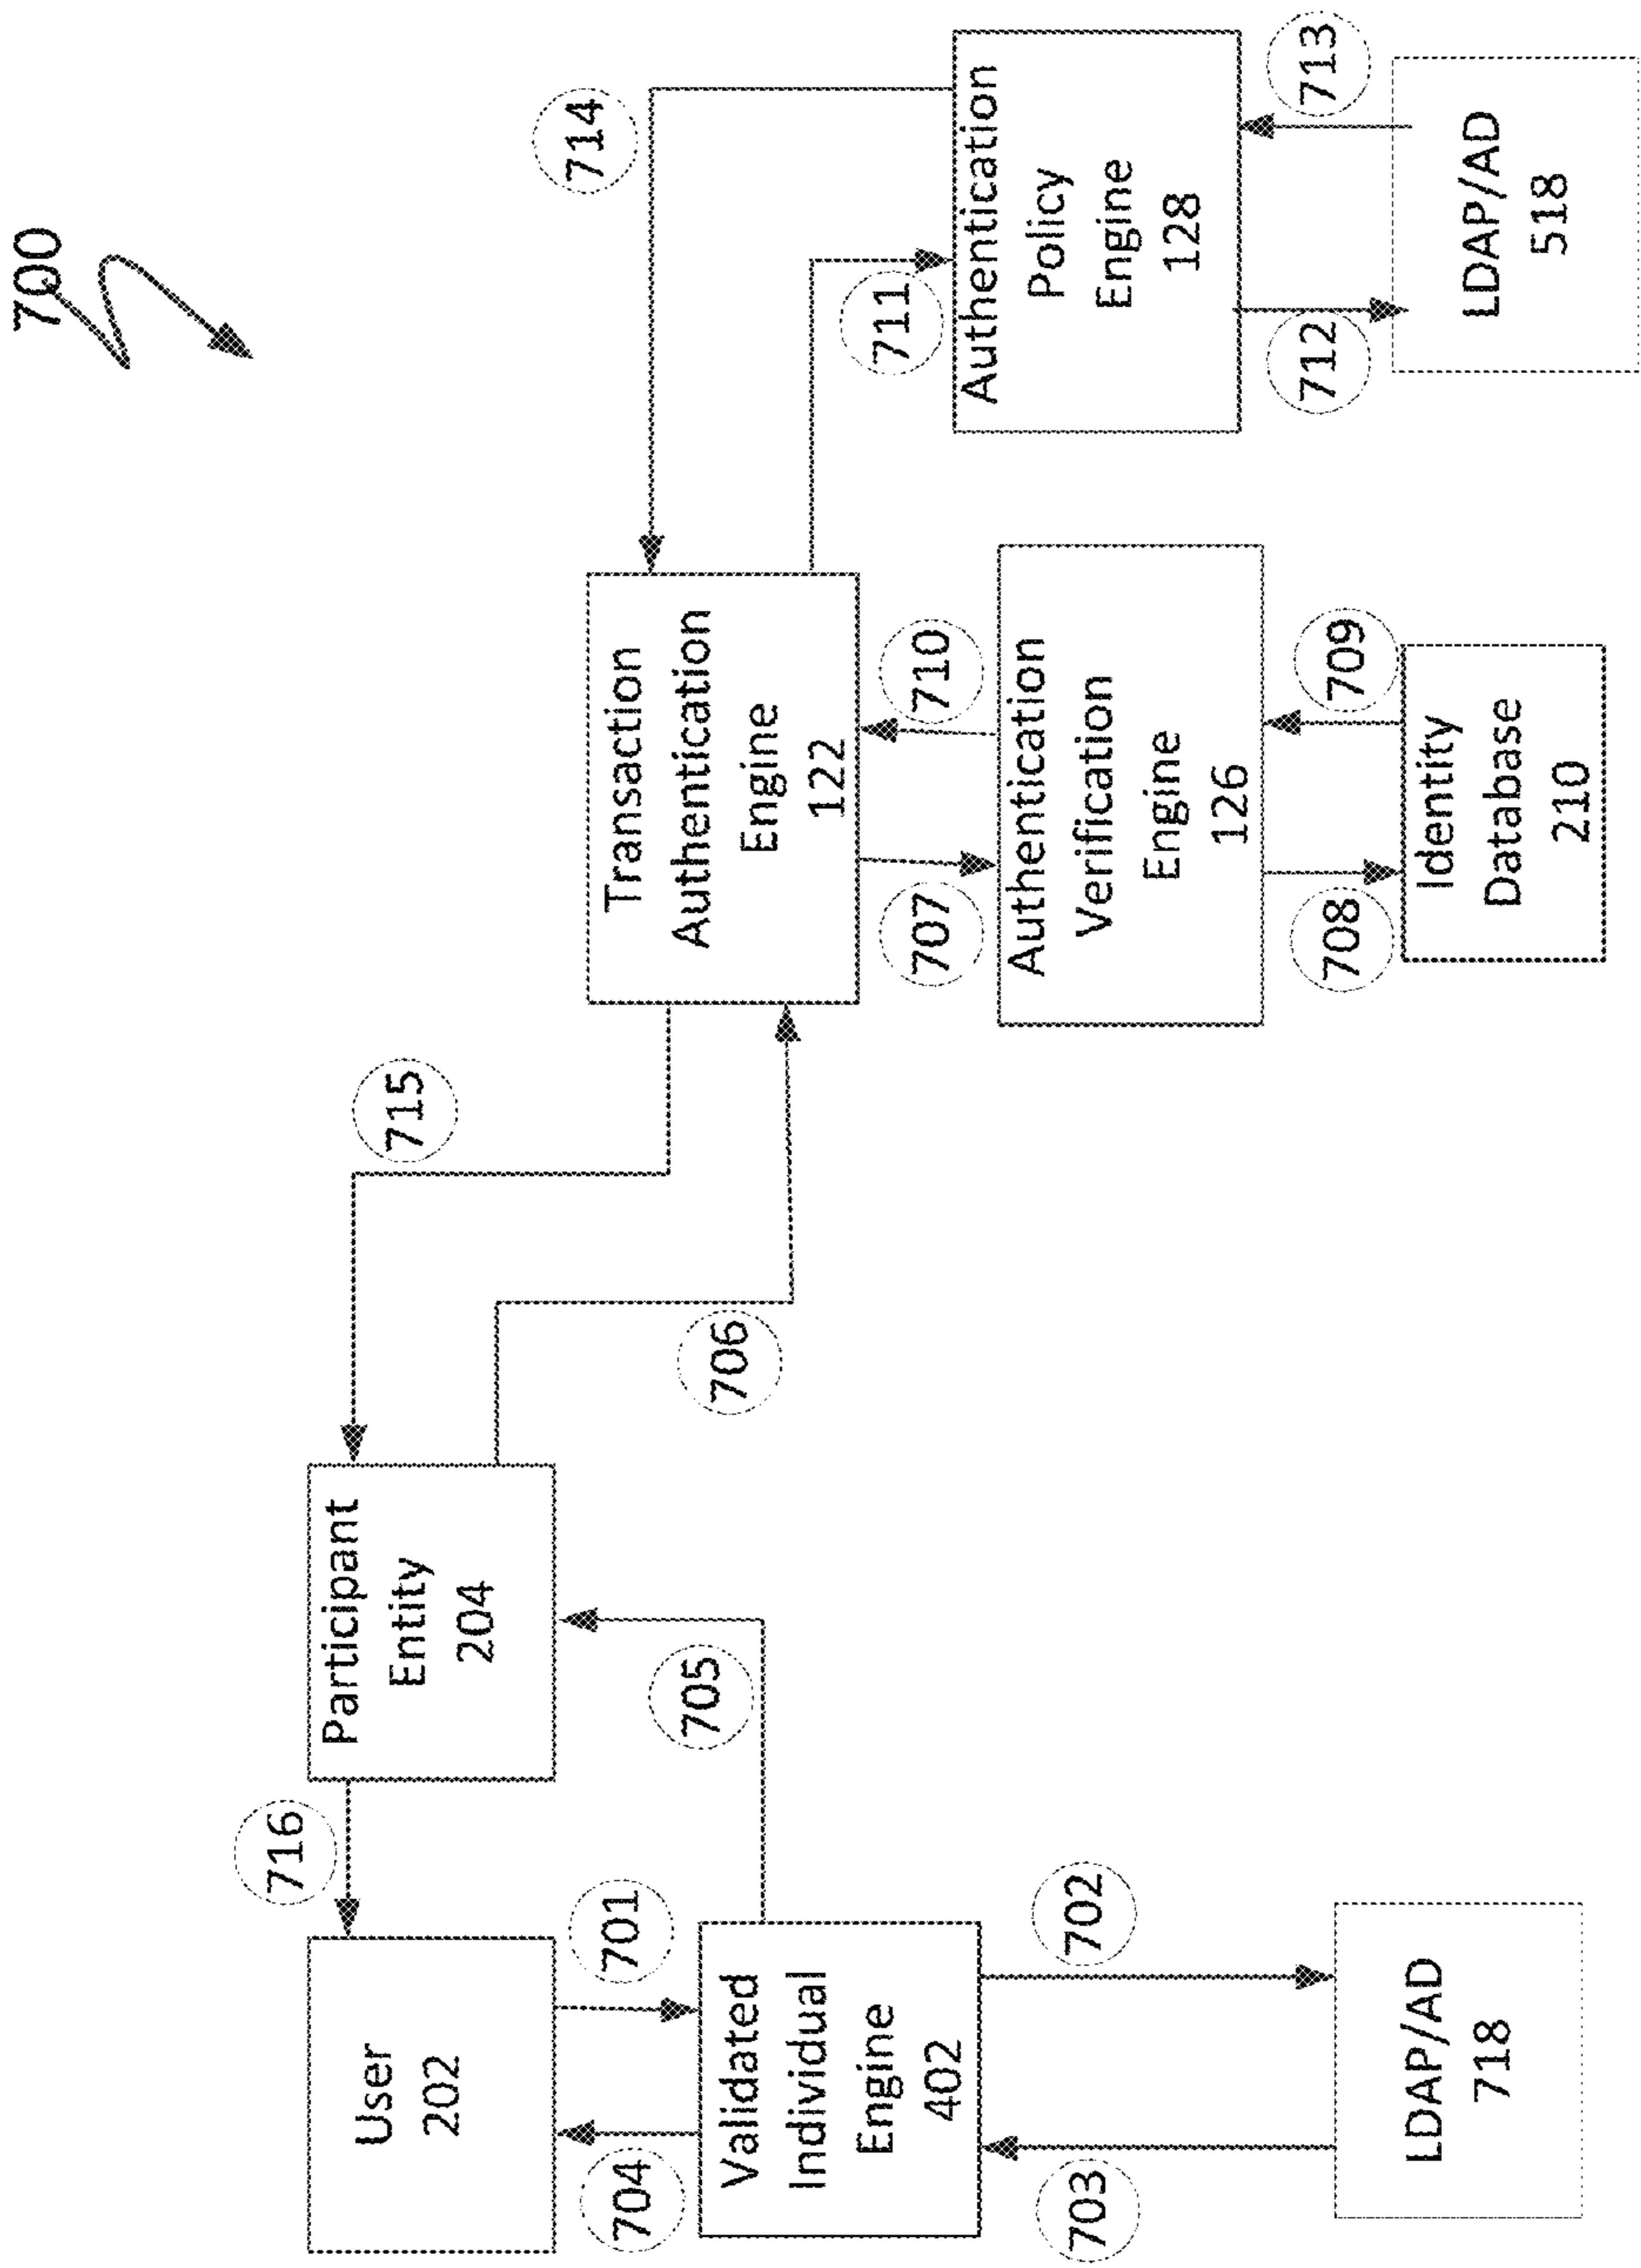 700
716
715
714
User
202
Participant
Entity
204
Transaction
Authentication
Engine
122
704
701
705
706
711
Validated
Individual
Engine
402
707
710
Authentication
Policy
Engine
128
Authentication
Verification
Engine
126
703
702
708
709
712
713
LDAP/AD
718
Identity
Database
210
LDAP/AD
518